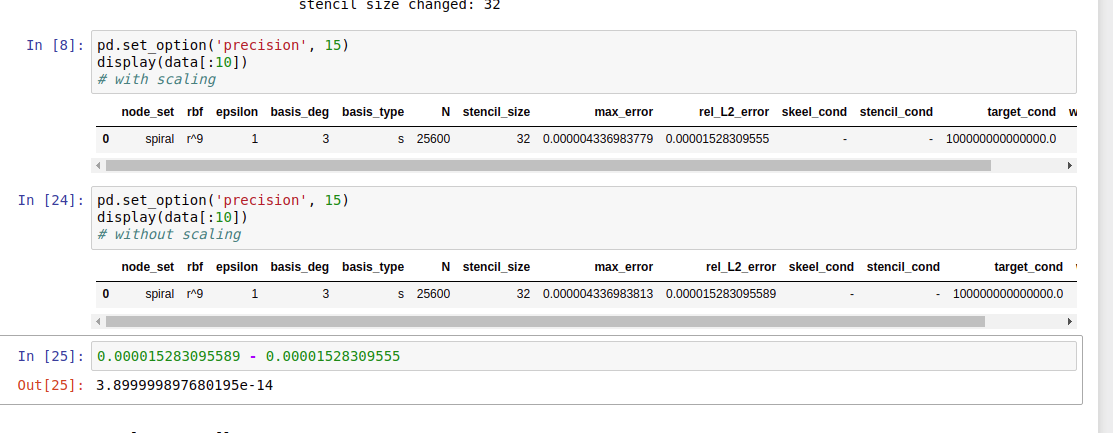 stencil size changed: 32
In [8]: pd.set_option('precision', 15)
display(data[:10])
# with scaling
node_set rbf epsilon basis_deg basis_type N stencil_size max_error rel_L2_error skeel_cond stencil_cond target_cond w
0 spiral r^9 1 3 s 25600 32 0.000004336983779 0.00001528309555 - - 100000000000000.0
In [24]: pd.set_option('precision', 15)
display(data[:10])
# without scaling
node_set rbf epsilon basis_deg basis_type N stencil_size max_error rel_L2_error skeel_cond stencil_cond target_cond
0 spiral r^9 1 3 s 25600 32 0.000004336983813 0.000015283095589 - - 100000000000000.0
In [25]: 0.000015283095589 - 0.00001528309555
Out[25]: 3.899999897680195e-14